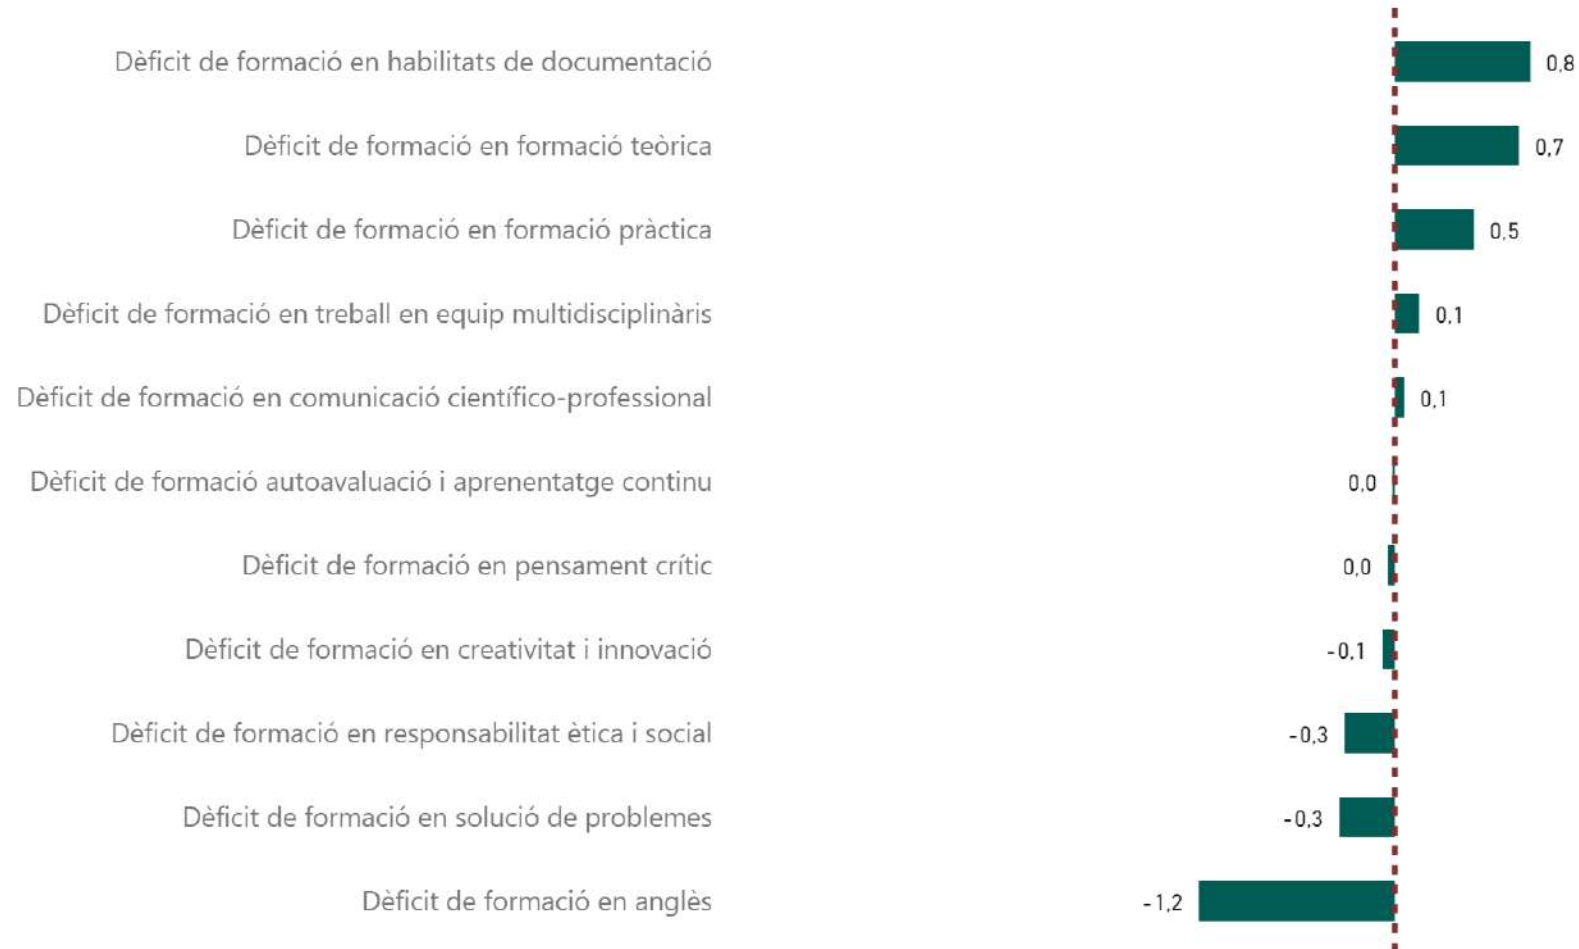 Dèficit de formació en habilitats de documentació 0,8
Dèficit de formació en formació teòrica 0,7
Dèficit de formació en formació pràctica 0,5
Dèficit de formació en treball en equip multidisciplinàris 0,1
Dèficit de formació en comunicació científico-professional 0,1
Dèficit de formació autoavaluació i aprenentatge continu 0,0
Dèficit de formació en pensament crític 0,0
Dèficit de formació en creativitat i innovació -0,1
Dèficit de formació en responsabilitat ètica i social -0,3
Dèficit de formació en solució de problemes -0,3
Dèficit de formació en anglès -1,2